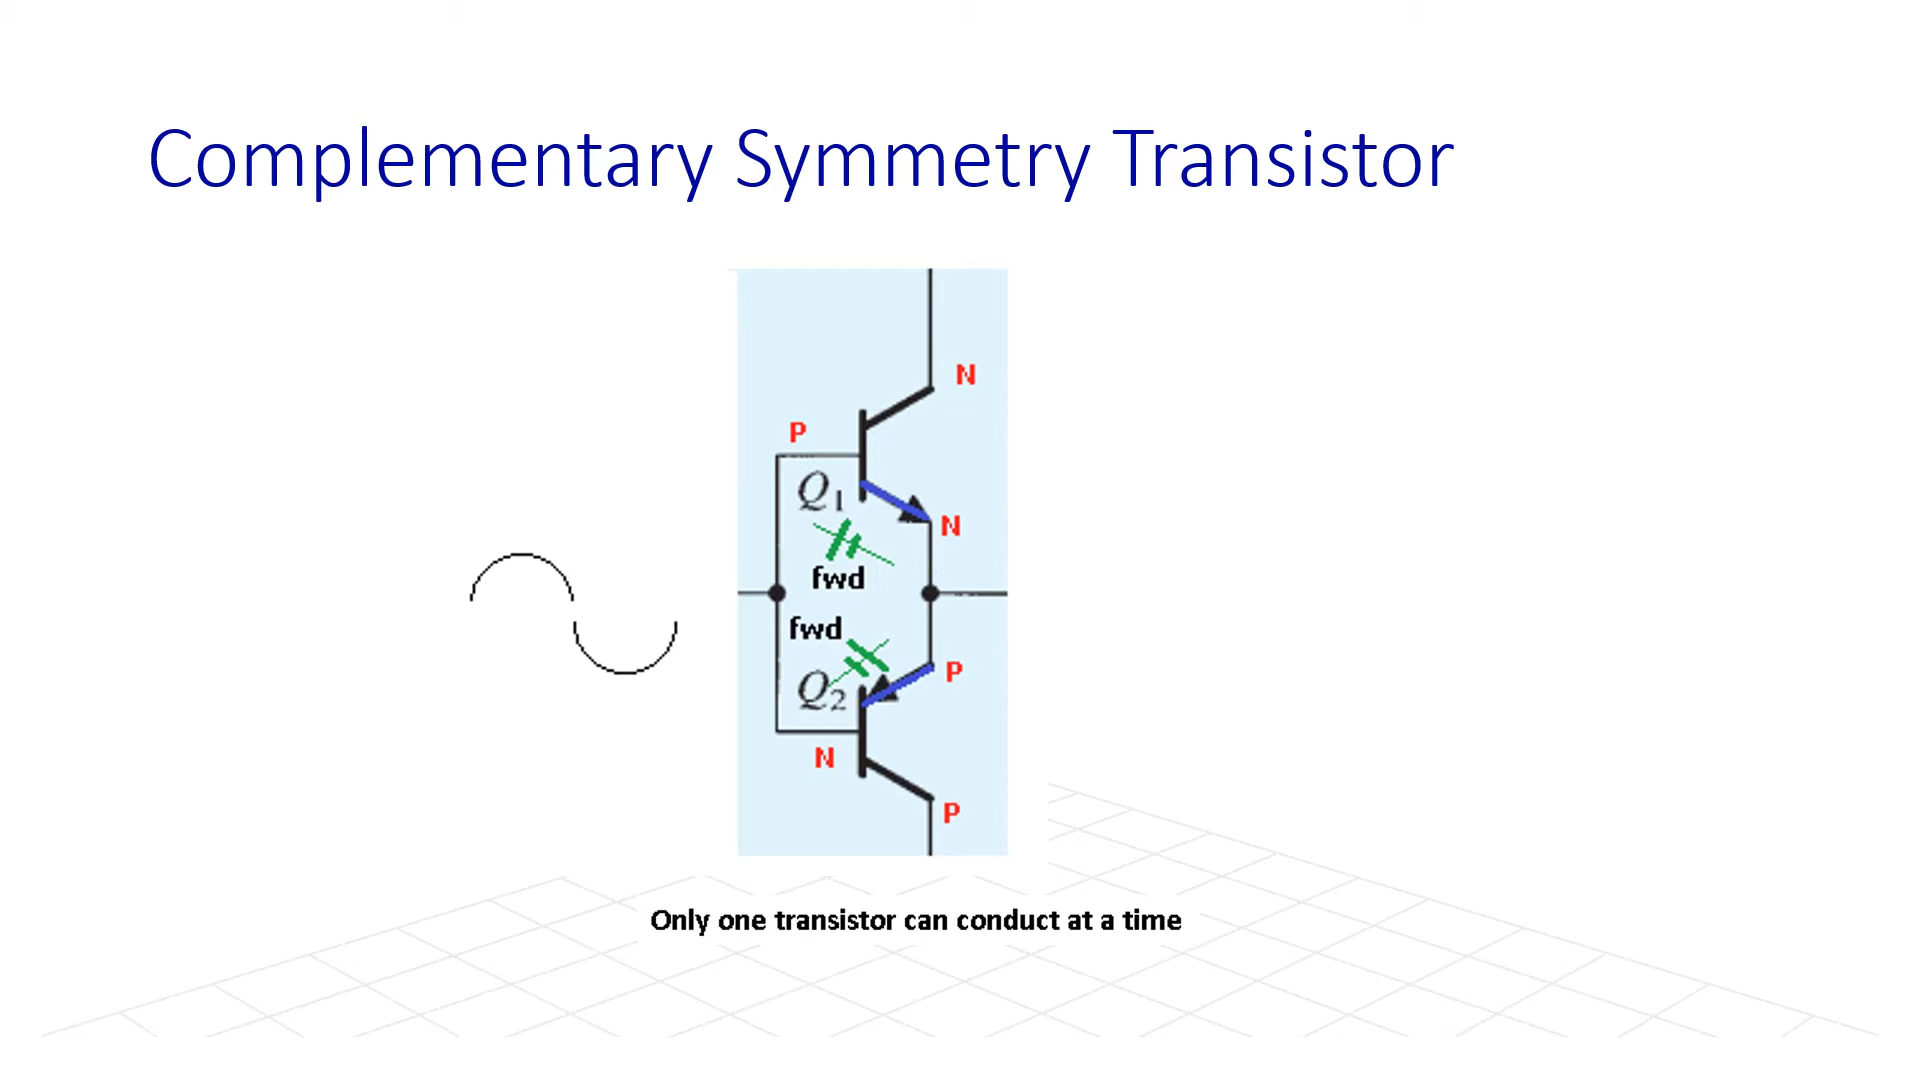 Complementary Symmetry Transistor
N
P
Q1
N
fwd
fwd
P
Q2
N
P
Only one transistor can conduct at a time